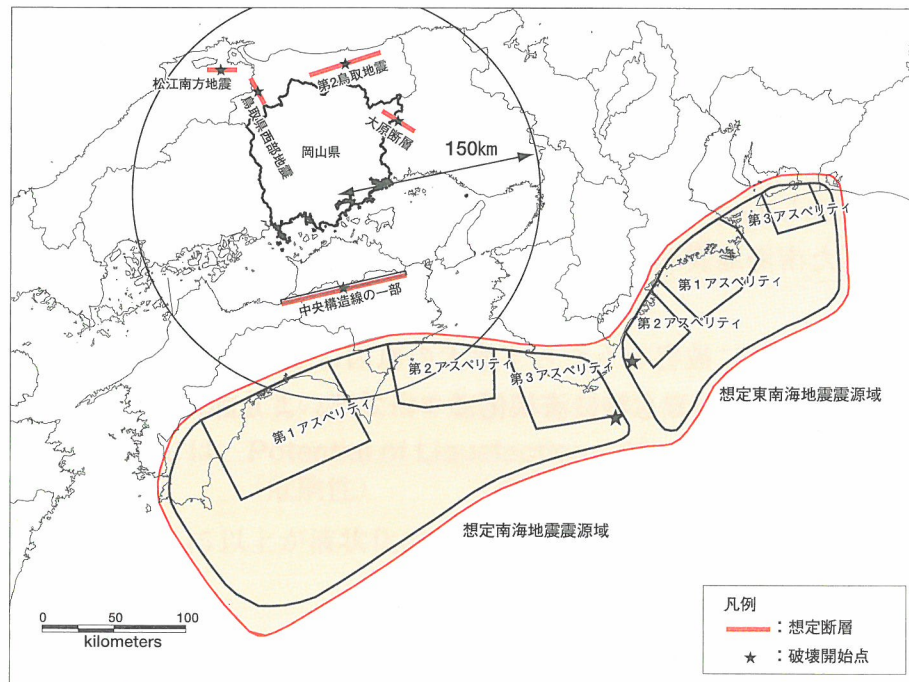 松江南方地震
第2鳥取地震
鳥取県西部地震
大原断層
岡山県
150km
中央構造線の一部
第3アスペリティ
第1アスペリティ
第2アスペリティ
想定東南海地震震源域
第2アスペリティ
第3アスペリティ
第1アスペリティ
想定南海地震震源域
0 50 100
kilometers
凡例
：想定断層
：破壊開始点